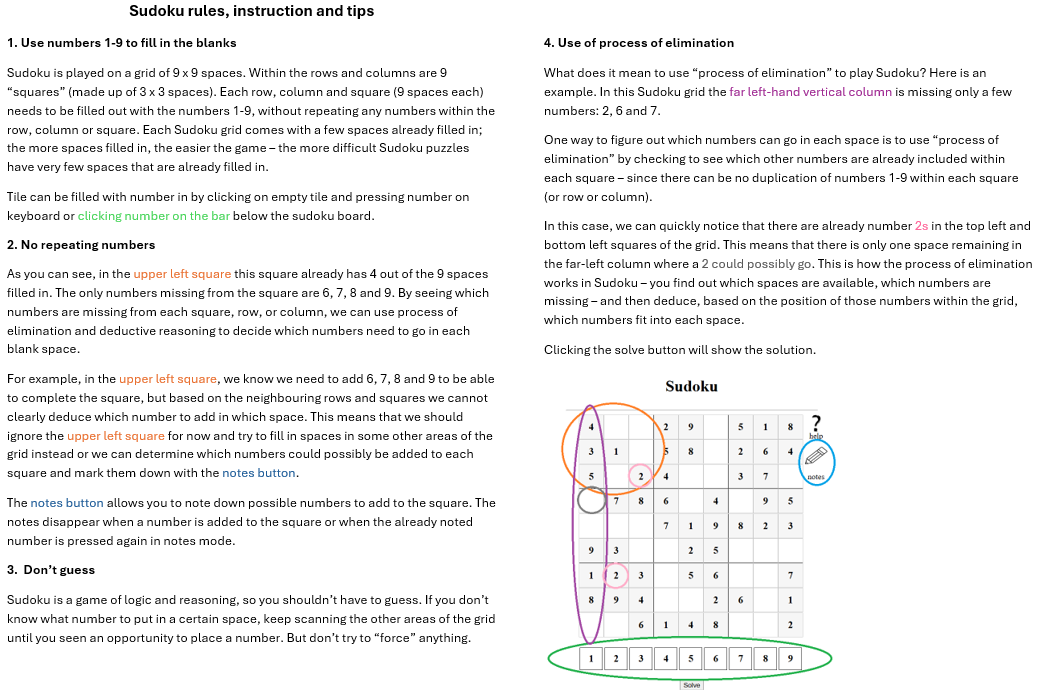 Sudoku rules, instruction and tips
1. Use numbers 1-9 to fill in the blanks
Sudoku is played on a grid of 9 x 9 spaces. Within the rows and columns are 9
“squares” (made up of 3 x 3 spaces). Each row, column and square (9 spaces each)
needs to be filled out with the numbers 1-9, without repeating any numbers within the
row, column or square. Each Sudoku grid comes with a few spaces already filled in;
the more spaces filled in, the easier the game – the more difficult Sudoku puzzles
have very few spaces that are already filled in.
Tile can be filled with number in by clicking on empty tile and pressing number on
keyboard or clicking number on the bar below the sudoku board.
2. No repeating numbers
As you can see, in the upper left square this square already has 4 out of the 9 spaces
filled in. The only numbers missing from the square are 6, 7, 8 and 9. By seeing which
numbers are missing from each square, row, or column, we can use process of
elimination and deductive reasoning to decide which numbers need to go in each
blank space.
For example, in the upper left square, we know we need to add 6, 7, 8 and 9 to be able
to complete the square, but based on the neighbouring rows and squares we cannot
clearly deduce which number to add in which space. This means that we should
ignore the upper left square for now and try to fill in spaces in some other areas of the
grid instead or we can determine which numbers could possibly be added to each
square and mark them down with the notes button.
The notes button allows you to note down possible numbers to add to the square. The
notes disappear when a number is added to the square or when the already noted
number is pressed again in notes mode.
3. Don’t guess
Sudoku is a game of logic and reasoning, so you shouldn’t have to guess. If you don’t
know what number to put in a certain space, keep scanning the other areas of the grid
until you seen an opportunity to place a number. But don’t try to “force” anything.
4. Use of process of elimination
What does it mean to use “process of elimination” to play Sudoku? Here is an
example. In this Sudoku grid the far left-hand vertical column is missing only a few
numbers: 2, 6 and 7.
One way to figure out which numbers can go in each space is to use “process of
elimination” by checking to see which other numbers are already included within
each square – since there can be no duplication of numbers 1-9 within each square
(or row or column).
In this case, we can quickly notice that there are already number 2s in the top left and
bottom left squares of the grid. This means that there is only one space remaining in
the far-left column where a 2 could possibly go. This is how the process of elimination
works in Sudoku – you find out which spaces are available, which numbers are
missing – and then deduce, based on the position of those numbers within the grid,
which numbers fit into each space.
Clicking the solve button will show the solution.
Sudoku
4 2 9 5 1 8
?
help
3 1 5 8 2 6 4
5 2 4 3 7
notes
7 8 6 4 9 5
7 1 9 8 2 3
9 3 2 5
1 2 3 5 6 7
8 9 4 2 6 1
6 1 4 8 2
1 2 3 4 5 6 7 8 9
Solve